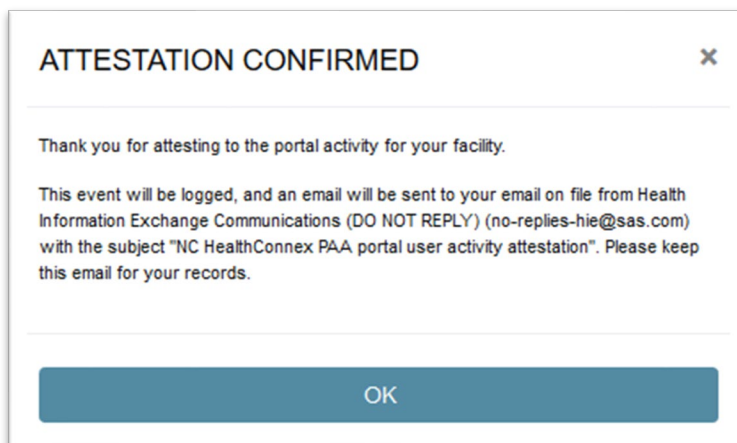 ATTESTATION CONFIRMED
×
Thank you for attesting to the portal activity for your facility.
This event will be logged, and an email will be sent to your email on file from Health
Information Exchange Communications (DO NOT REPLY) (no-replies-hie@sas.com)
with the subject "NC HealthConnex PAA portal user activity attestation". Please keep
this email for your records.
OK